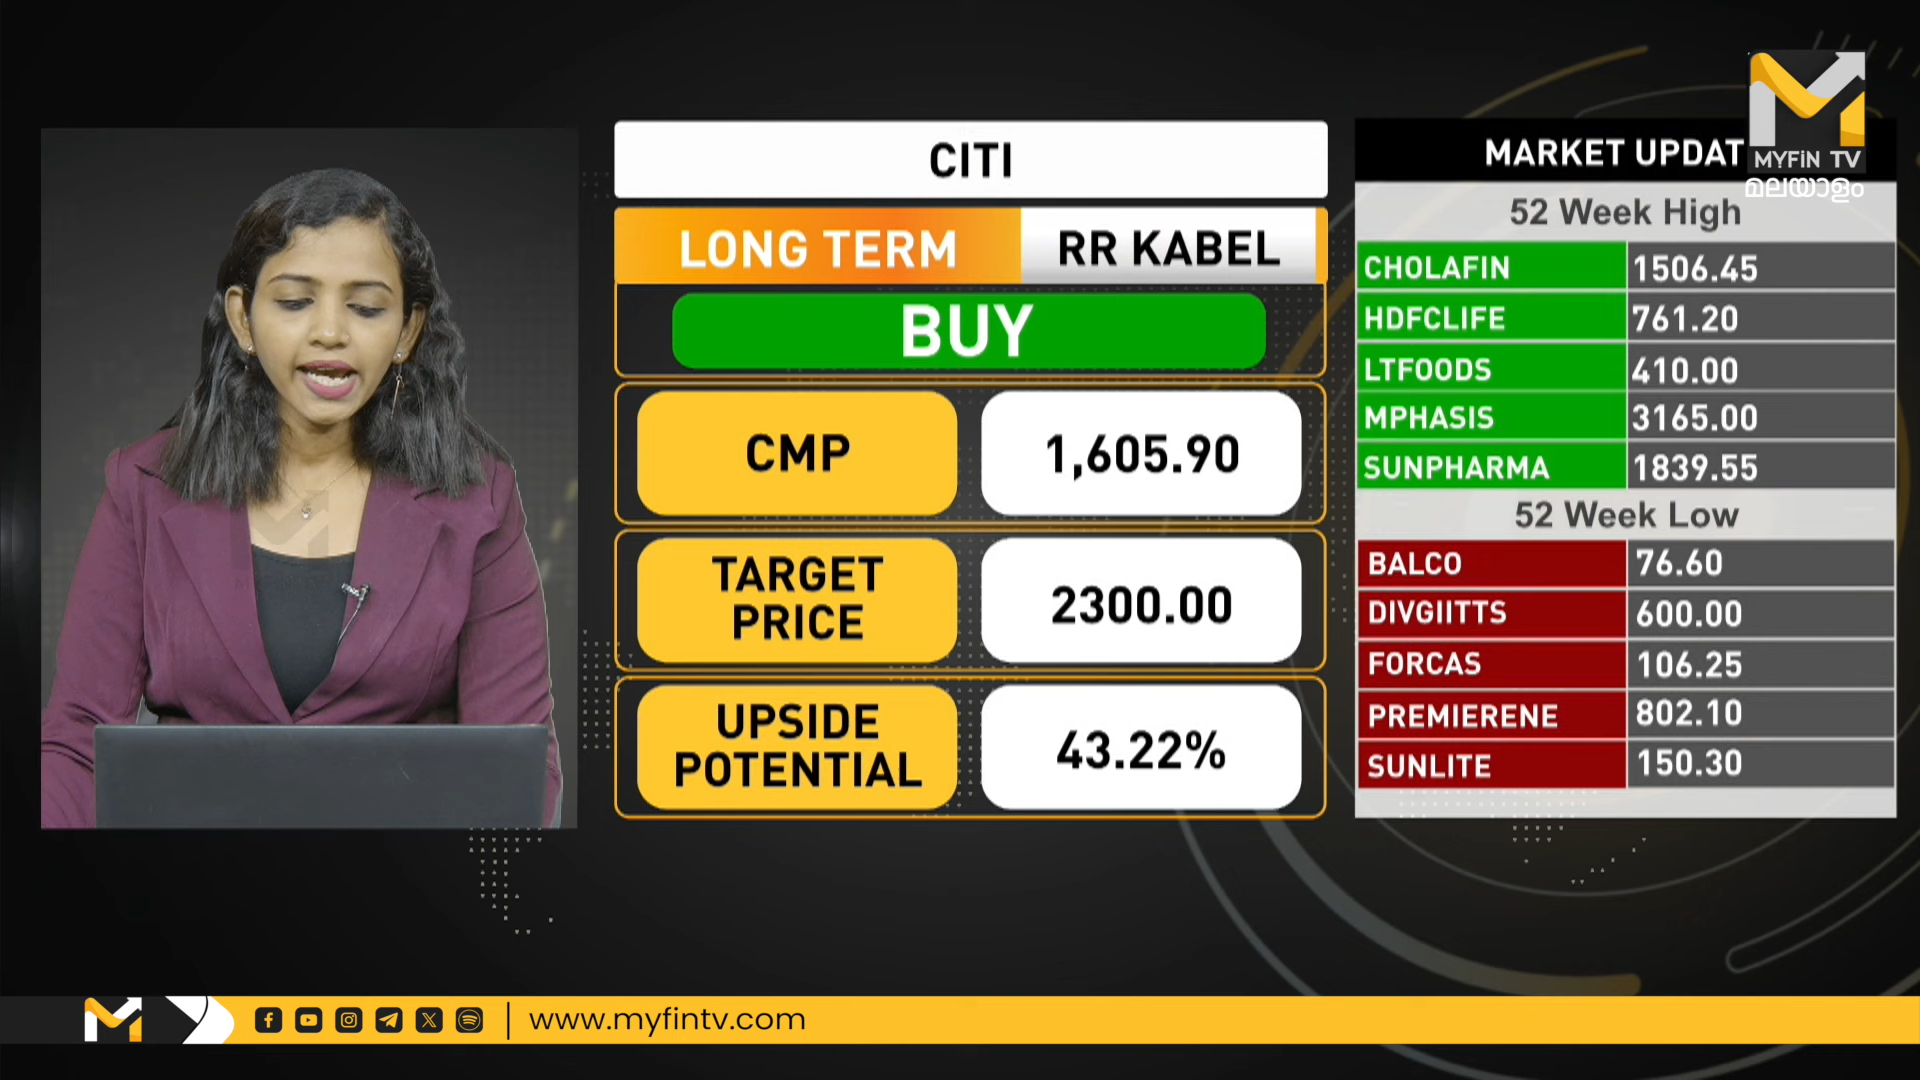 CITI
LONG TERM
RR KABEL
BUY
CMP
1,605.90
TARGET
PRICE
2300.00
UPSIDE
POTENTIAL
43.22%
MARKET UPDAT
MYFiN TV
മലയാളം
52 Week High
CHOLAFIN 1506.45
HDFCLIFE 761.20
LTFOODS 410.00
MPHASIS 3165.00
SUNPHARMA 1839.55
52 Week Low
BALCO 76.60
DIVGIITTS 600.00
FORCAS 106.25
PREMIERENE 802.10
SUNLITE 150.30
www.myfintv.com